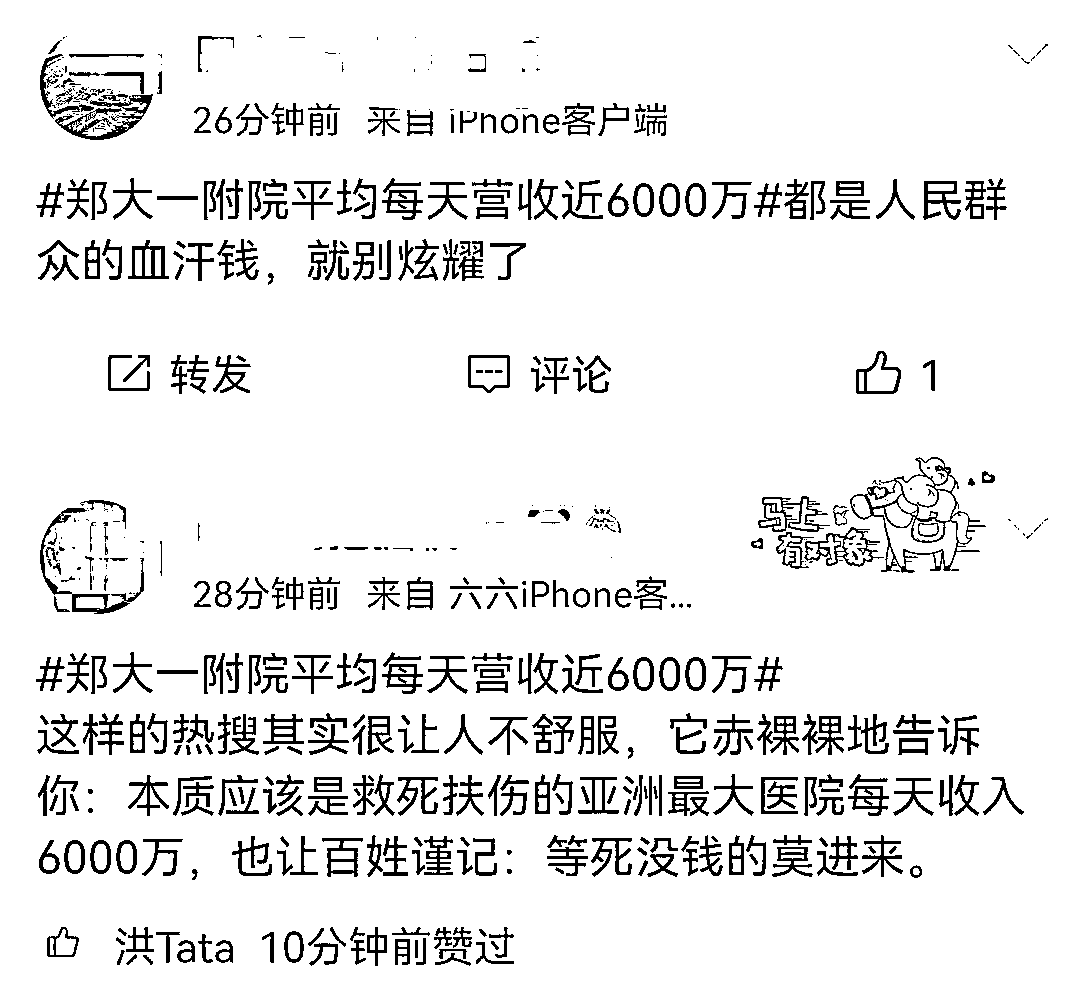 26分钟前 来自 iPhone客户端
#郑大一附院平均每天营收近6000万#都是人民群
众的血汗钱，就别炫耀了
转发 评论 1
马上
有对象
28分钟前 来自 六六iPhone客...
#郑大一附院平均每天营收近6000万#
这样的热搜其实很让人不舒服，它赤裸裸地告诉
你：本质应该是救死扶伤的亚洲最大医院每天收入
6000万，也让百姓谨记：等死没钱的莫进来。
洪Tata 10分钟前赞过